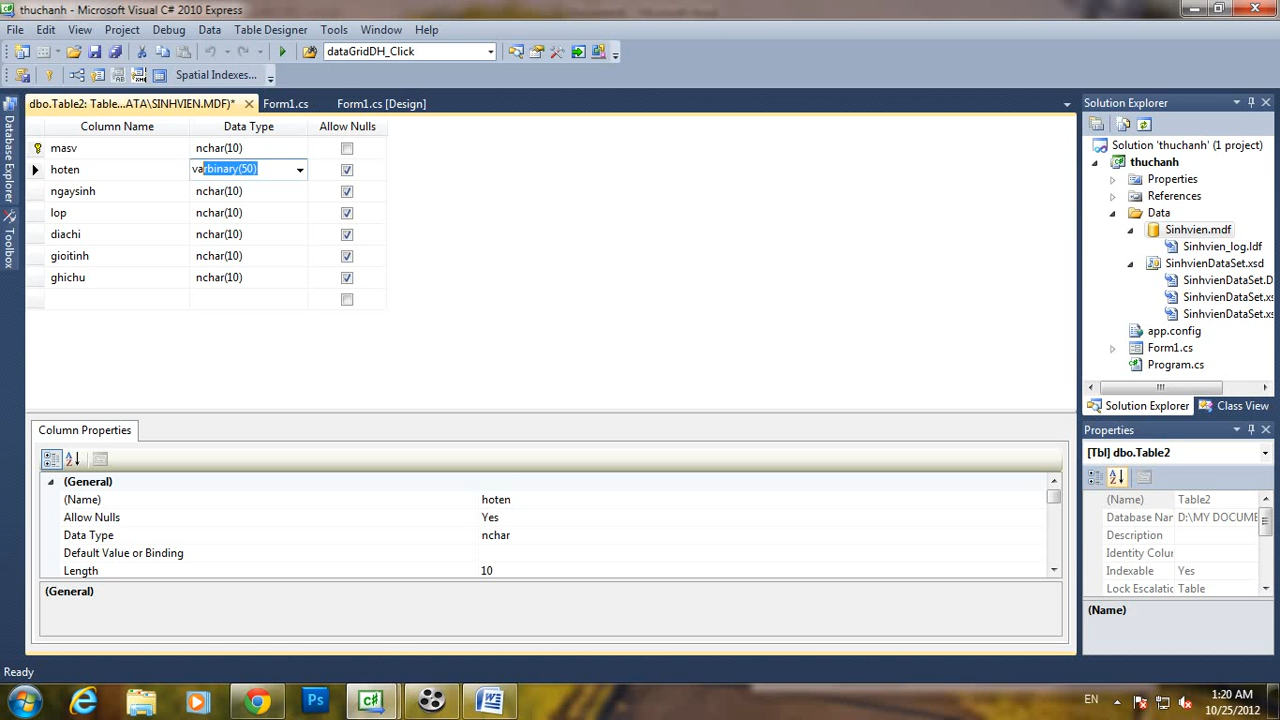 thuchanh - Microsoft Visual C# 2010 Express
File Edit View Project Debug Data Table Designer Tools Window Help
dataGridDH_Click
Spatial Indexes...
Database Explorer
Toolbox
dbo.Table2: Table...ATA\SINHVIEN.MDF)* Form1.cs Form1.cs [Design]
Column Name Data Type Allow Nulls
masv nchar(10)
hoten varbinary(50)
ngaysinh nchar(10)
lop nchar(10)
diachi nchar(10)
gioitinh nchar(10)
ghichu nchar(10)
Column Properties
(General)
(Name) hoten
Allow Nulls Yes
Data Type nchar
Default Value or Binding
Length 10
(General)
Solution Explorer
Solution 'thuchanh' (1 project)
thuchanh
Properties
References
Data
Sinhvien.mdf
Sinhvien_log.ldf
SinhvienDataSet.xsd
SinhvienDataSet.D
SinhvienDataSet.xs
SinhvienDataSet.xs
app.config
Form1.cs
Program.cs
Solution Explorer Class View
Properties
[Tbl] dbo.Table2
(Name) Table2
Database Nar D:\MY DOCUME
Description
Identity Colur
Indexable Yes
Lock Escalatic Table
(Name)
Ready
Ps
W
EN
1:20 AM
10/25/2012